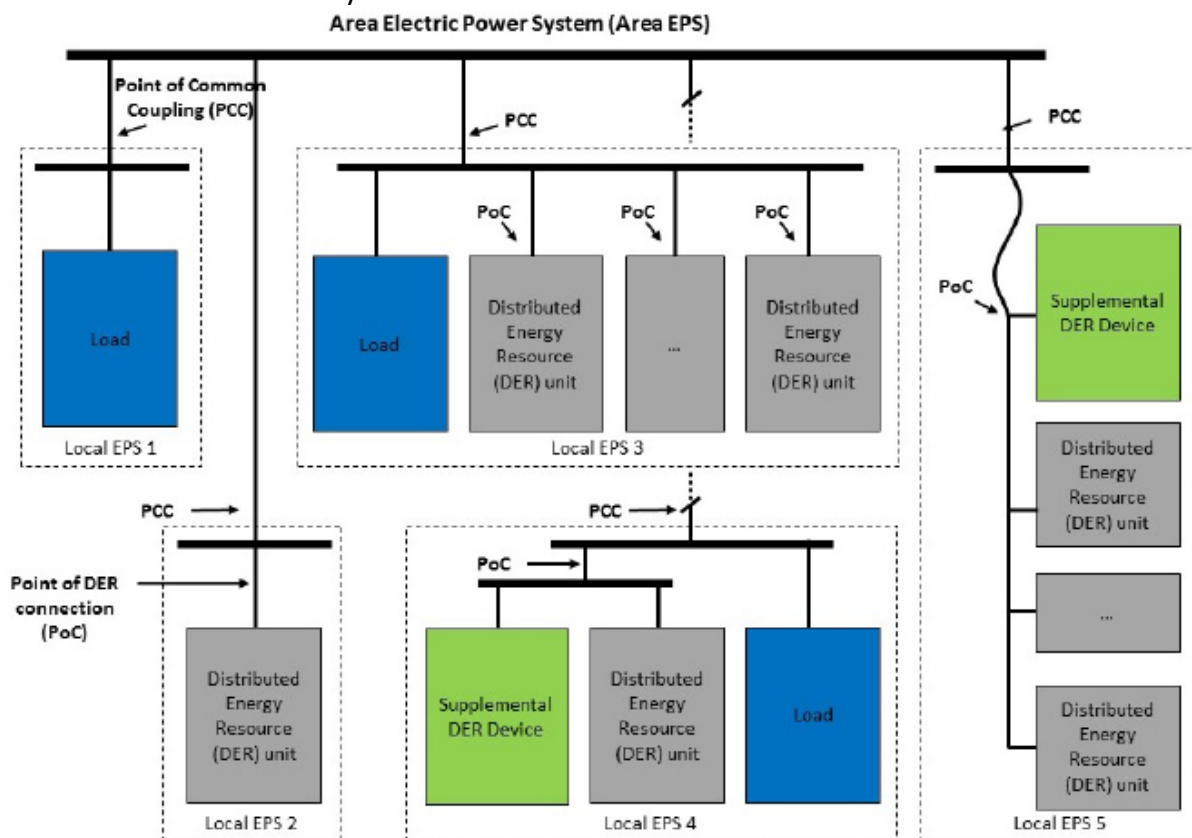 Area Electric Power System (Area EPS)
Point of Common
Coupling (PCC)
PCC
PCC
PoC
PoC
PoC
Load
Local EPS 1
Load
Distributed
Energy
Resource
(DER) unit
...
Distributed
Energy
Resource
(DER) unit
Local EPS 3
PoC
Supplemental
DER Device
Distributed
Energy
Resource
(DER) unit
...
Distributed
Energy
Resource
(DER) unit
Local EPS 5
PCC
Point of DER
connection
(PoC)
Distributed
Energy
Resource
(DER) unit
Local EPS 2
PCC
PoC
Supplemental
DER Device
Distributed
Energy
Resource
(DER) unit
Load
Local EPS 4